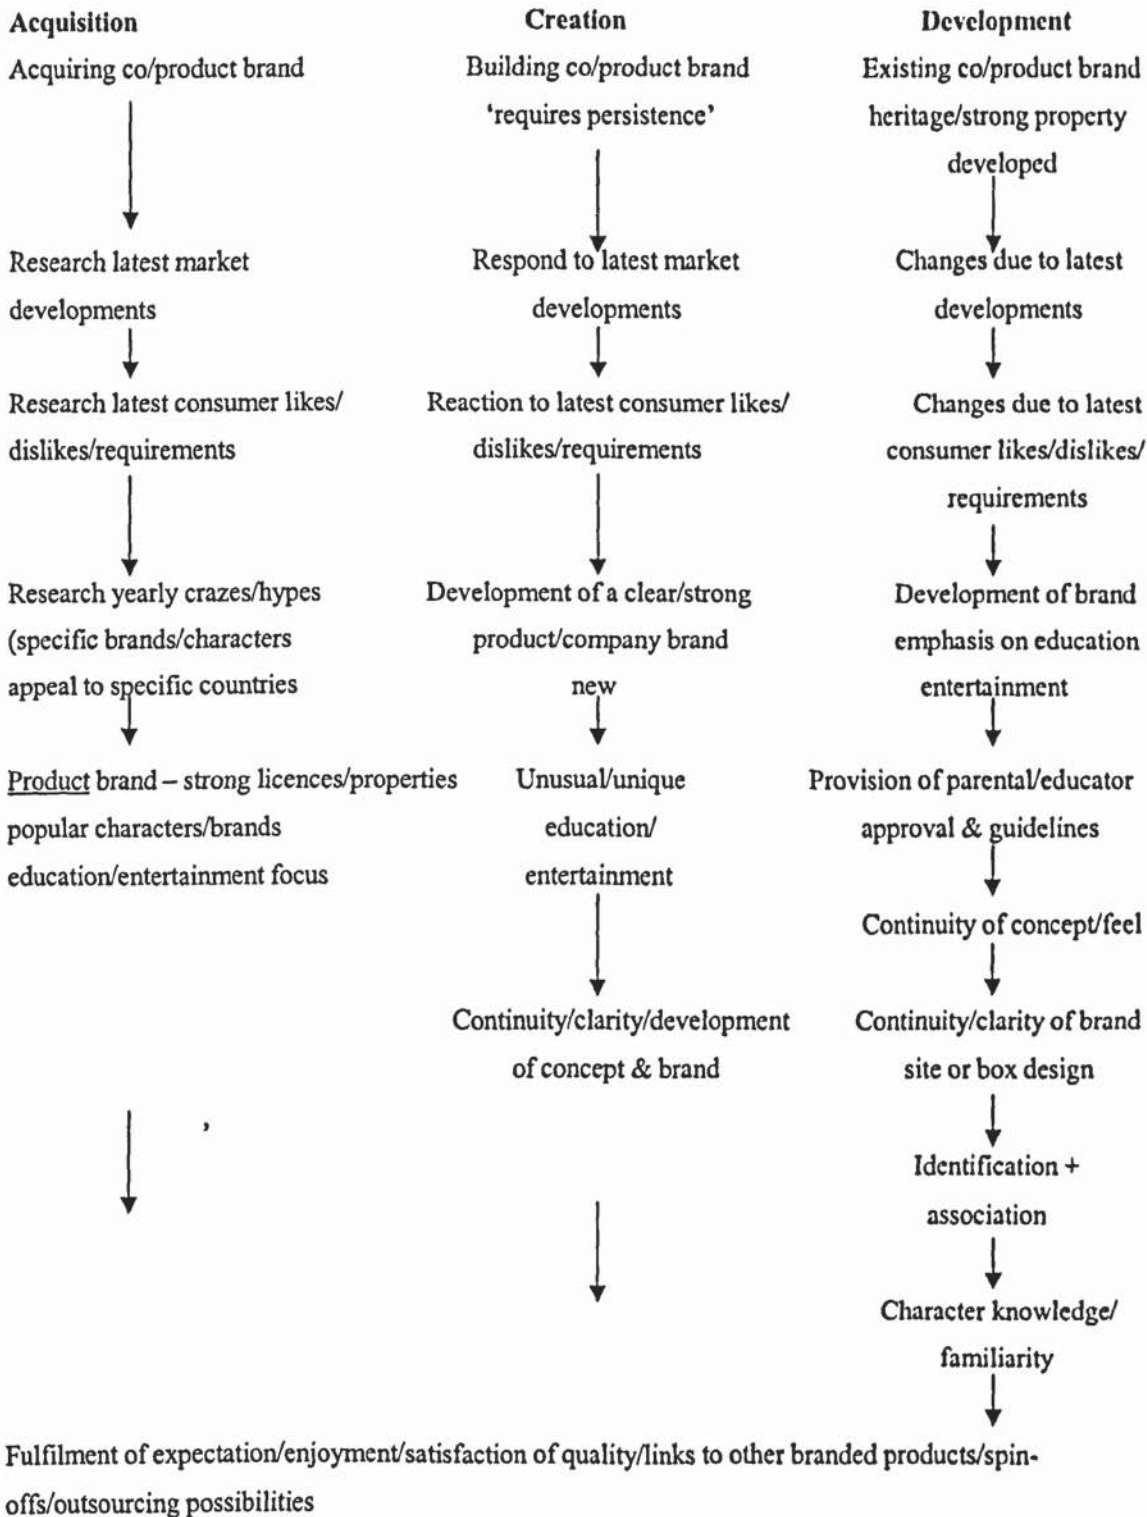 Acquisition
Acquiring co/product brand
Research latest market
developments
Research latest consumer likes/
dislikes/requirements
Research yearly crazes/hypes
(specific brands/characters
appeal to specific countries
Product brand – strong licences/properties
popular characters/brands
education/entertainment focus
Creation
Building co/product brand
‘requires persistence’
Respond to latest market
developments
Reaction to latest consumer likes/
dislikes/requirements
Development of a clear/strong
product/company brand
new
Unusual/unique
education/
entertainment
Continuity/clarity/development
of concept & brand
Development
Existing co/product brand
heritage/strong property
developed
Changes due to latest
developments
Changes due to latest
consumer likes/dislikes/
requirements
Development of brand
emphasis on education
entertainment
Provision of parental/educator
approval & guidelines
Continuity of concept/feel
Continuity/clarity of brand
site or box design
Identification +
association
Character knowledge/
familiarity
Fulfilment of expectation/enjoyment/satisfaction of quality/links to other branded products/spin-
offs/outsourcing possibilities